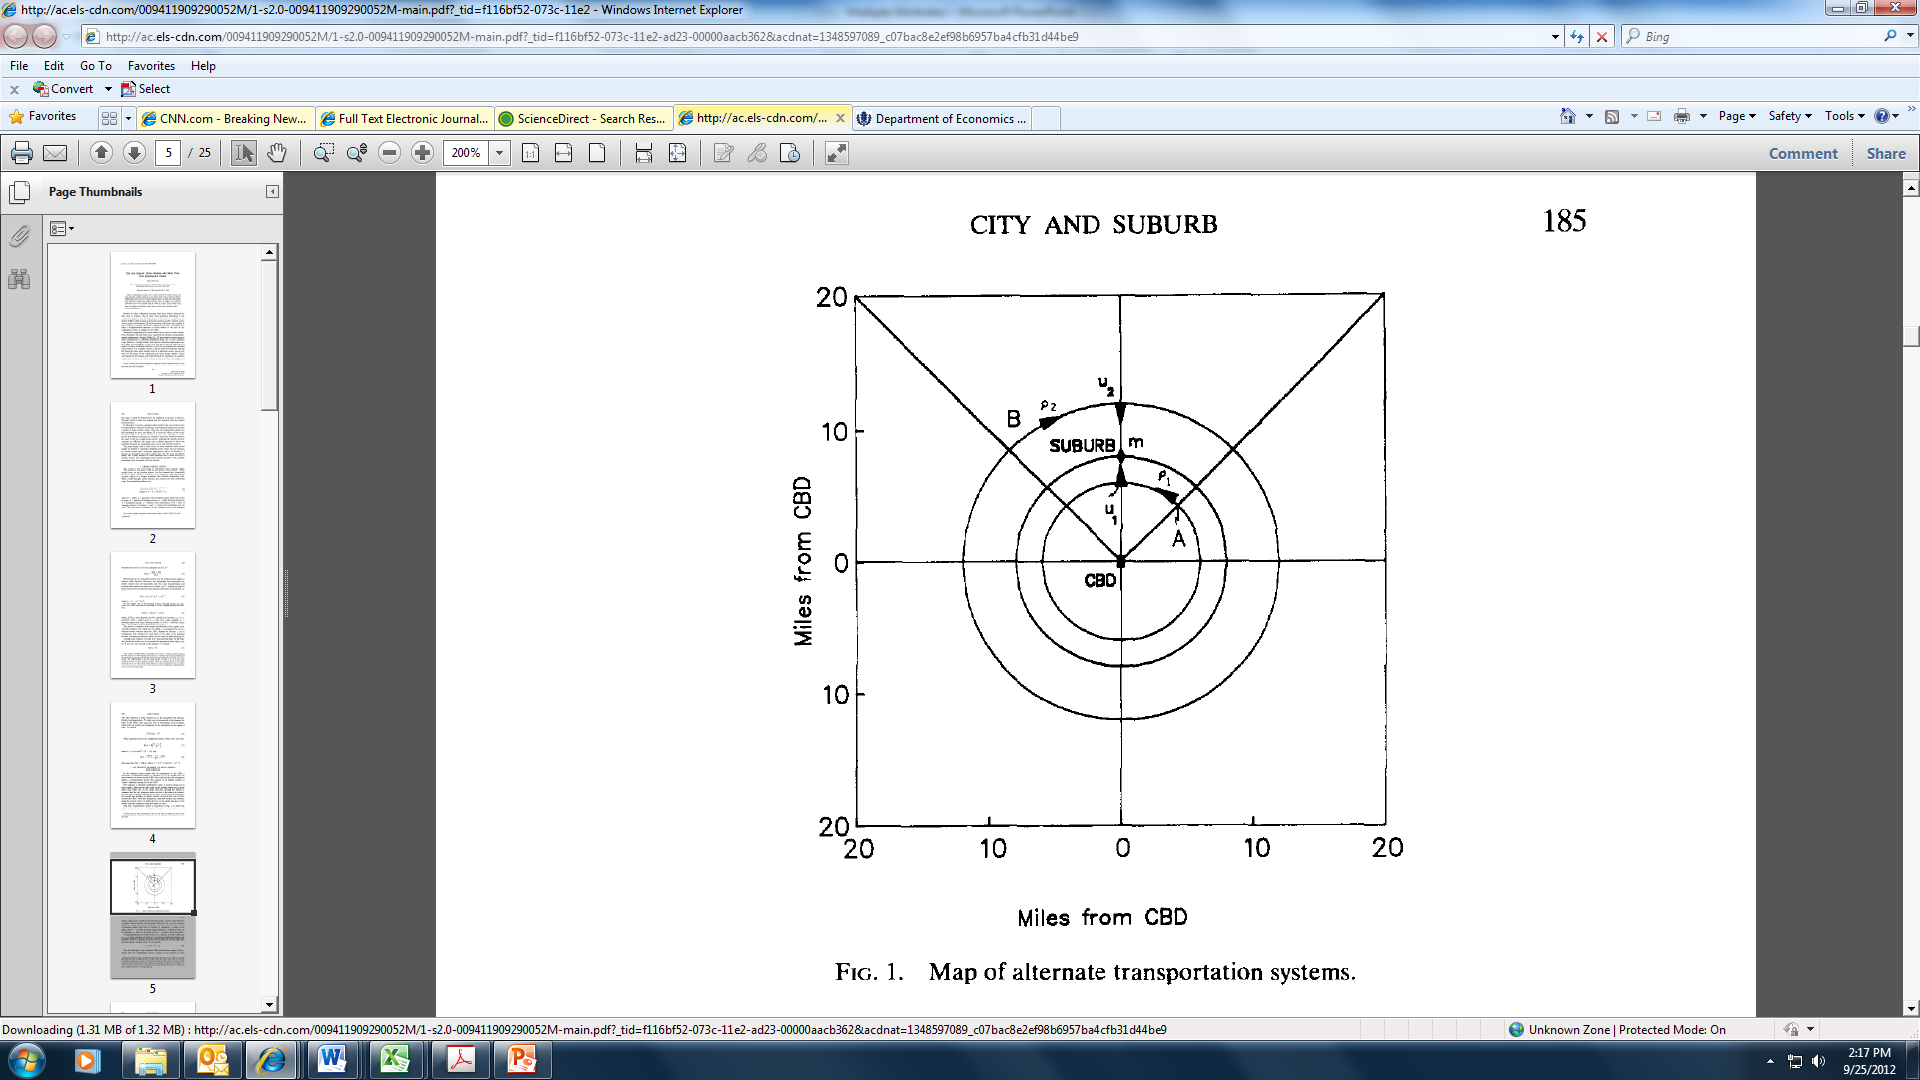 http://ac.els-cdn.com/009411909290052M/1-s2.0-009411909290052M-main.pdf?_tid=f116bf52-073c-11e2 - Windows Internet Explorer
http://ac.els-cdn.com/009411909290052M/1-s2.0-009411909290052M-main.pdf?_tid=f116bf52-073c-11e2-ad23-00000aacb362&acdnat=1348597089_c07bac8e2ef98b6957ba4cfb31d44be9
Bing
File Edit Go To Favorites Help
x Convert Select
Favorites
CNN.com - Breaking New...
Full Text Electronic Journal...
ScienceDirect - Search Res...
http://ac.els-cdn.com/...
Department of Economics ...
Page Safety Tools
5 / 25
200%
Comment Share
Page Thumbnails
1
2
3
4
5
CITY AND SUBURB 185
20
10
0
10
20
Miles from CBD
u2
B
ρ2
SUBURB m
ρ1
u1
A
CBD
20 10 0 10 20
Miles from CBD
FIG. 1. Map of alternate transportation systems.
Downloading (1.31 MB of 1.32 MB) : http://ac.els-cdn.com/009411909290052M/1-s2.0-009411909290052M-main.pdf?_tid=f116bf52-073c-11e2-ad23-00000aacb362&acdnat=1348597089_c07bac8e2ef98b6957ba4cfb31d44be9
Unknown Zone | Protected Mode: On
2:17 PM
9/25/2012